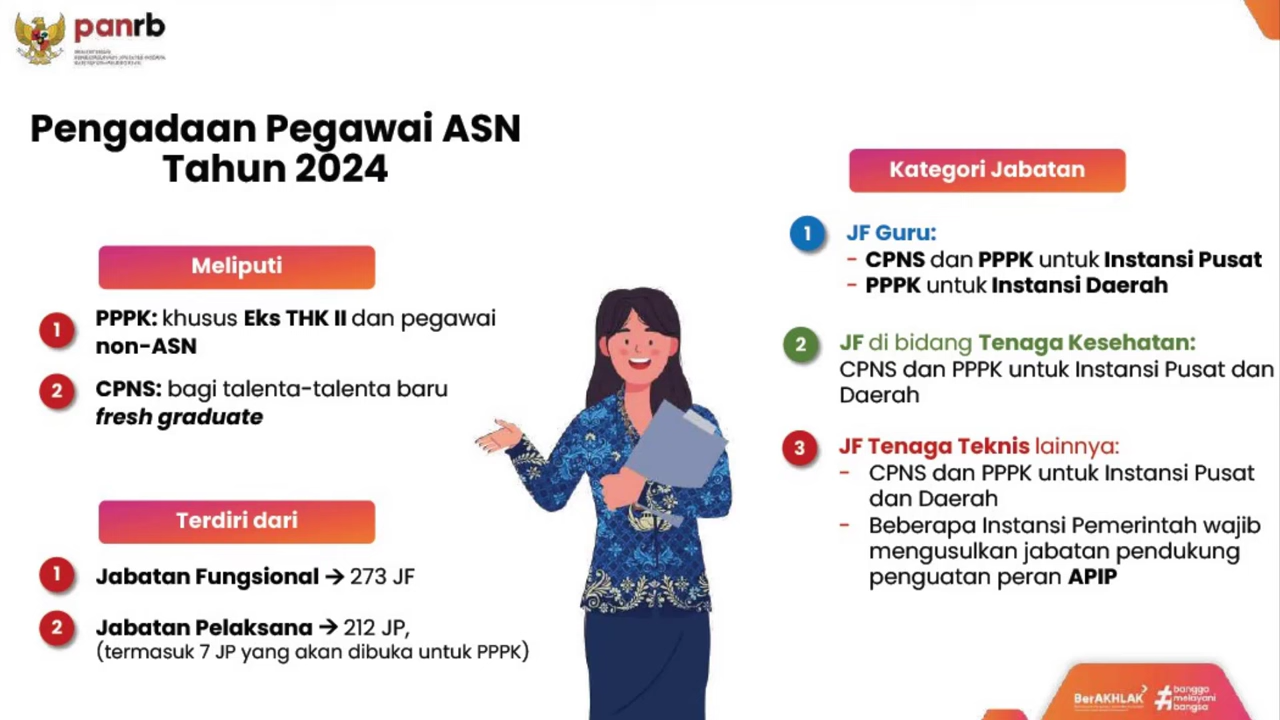 panrb
Pengadaan Pegawai ASN
Tahun 2024
Meliputi
1
PPPK: khusus Eks THK II dan pegawai
non-ASN
2
CPNS: bagi talenta-talenta baru
fresh graduate
Terdiri dari
1
Jabatan Fungsional → 273 JF
2
Jabatan Pelaksana → 212 JP,
(termasuk 7 JP yang akan dibuka untuk PPPK)
Kategori Jabatan
1
JF Guru:
- CPNS dan PPPK untuk Instansi Pusat
- PPPK untuk Instansi Daerah
2
JF di bidang Tenaga Kesehatan:
CPNS dan PPPK untuk Instansi Pusat dan
Daerah
3
JF Tenaga Teknis lainnya:
- CPNS dan PPPK untuk Instansi Pusat
dan Daerah
- Beberapa Instansi Pemerintah wajib
mengusulkan jabatan pendukung
penguatan peran APIP
BerAKHLAK
# bangga
melayani
bangsa